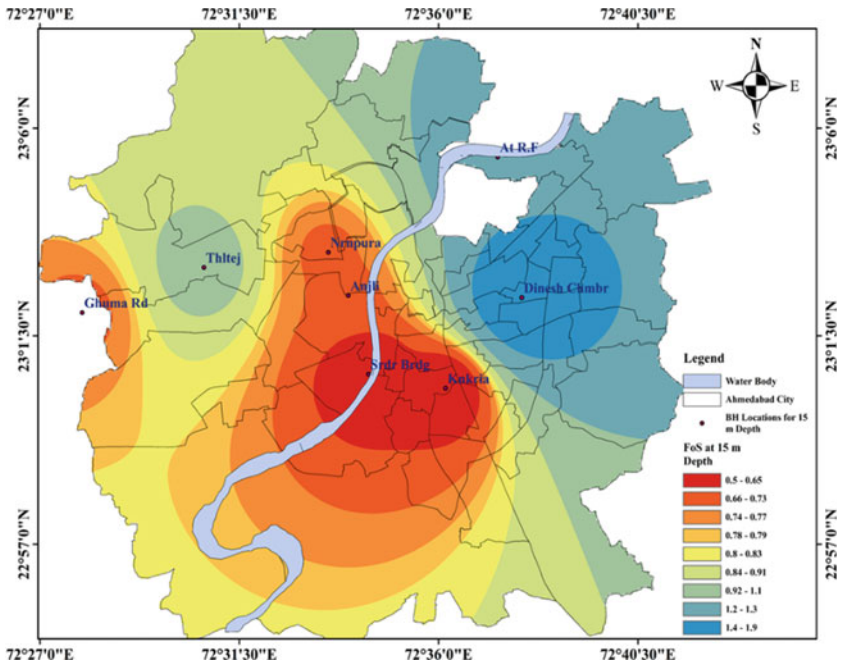 72°27'0"E 72°31'30"E 72°36'0"E 72°40'30"E
N
W E
S
23°6'0"N 23°6'0"N
At R.F
Nrnpura
Thltej
Anjli
Dinesh Chmbr
Ghuma Rd
23°1'30"N 23°1'30"N
Srdr Brdg
Knkria
Legend
Water Body
Ahmedabad City
BH Locations for 15
m Depth
FoS at 15 m
Depth
0.5 - 0.65
0.66 - 0.73
0.74 - 0.77
0.78 - 0.79
0.8 - 0.83
0.84 - 0.91
0.92 - 1.1
1.2 - 1.3
1.4 - 1.9
22°57'0"N 22°57'0"N
72°27'0"E 72°31'30"E 72°36'0"E 72°40'30"E